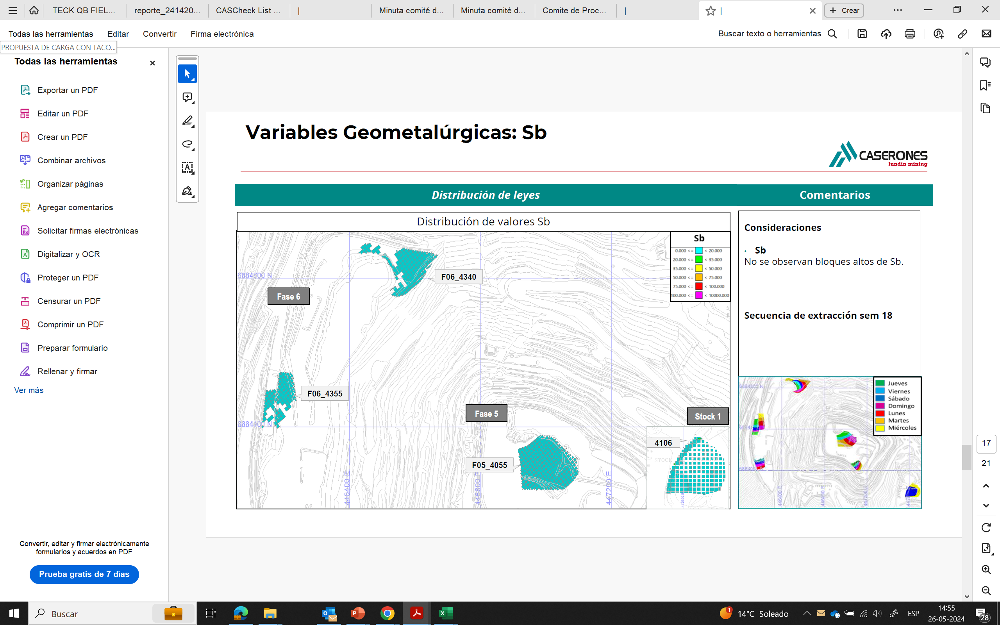 TECK QB FIEL...
reporte_241420...
CASCheck List ...
|
Minuta comité d...
Minuta comité d...
Comite de Proc...
|
|
Crear
Todas las herramientas
Editar
Convertir
Firma electrónica
Buscar texto o herramientas
PROPUESTA DE CARGA CON TACO...
Todas las herramientas
Exportar un PDF
Editar un PDF
Crear un PDF
Combinar archivos
Organizar páginas
Agregar comentarios
Solicitar firmas electrónicas
Digitalizar y OCR
Proteger un PDF
Censurar un PDF
Comprimir un PDF
Preparar formulario
Rellenar y firmar
Ver más
Convertir, editar y firmar electrónicamente
formularios y acuerdos en PDF
Prueba gratis de 7 días
Variables Geometalúrgicas: Sb
CASERONES
lundin mining
Distribución de leyes
Comentarios
Distribución de valores Sb
Sb
0.000 <= < 20.000
20.000 <= < 35.000
35.000 <= < 50.000
50.000 <= < 75.000
75.000 <= < 100.000
100.000 <= < 10000.000
6884800 N
F06_4340
Fase 6
F06_4355
Fase 5
Stock 1
6884400 N
4106
STOCK
F05_4055
446400 E
446800 E
447200 E
Consideraciones
• Sb
No se observan bloques altos de Sb.
Secuencia de extracción sem 18
Jueves
Viernes
Sábado
Domingo
Lunes
Martes
Miércoles
17
21
Buscar
14°C Soleado
ESP
14:55
26-05-2024
28